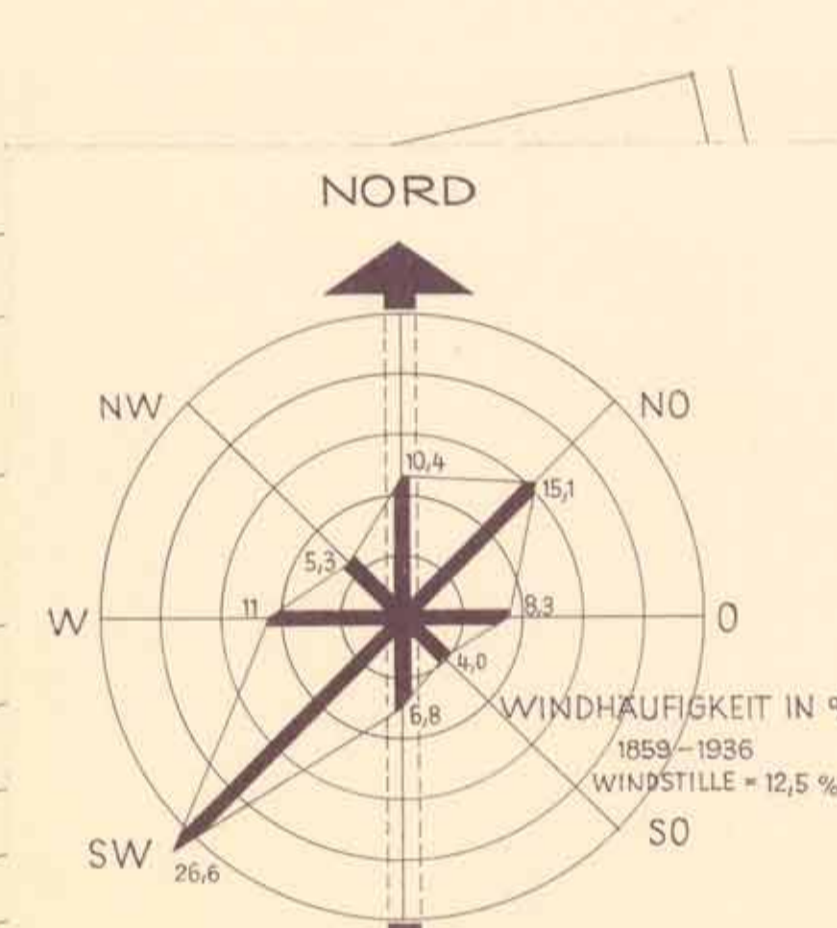 NORD
NW
NO
10,4
15,1
5,3
11
8,3
W
O
4,0
6,8
WINDHÄUFIGKEIT IN
1859-1936
WINDSTILLE = 12,5 %
SO
SW
26,6